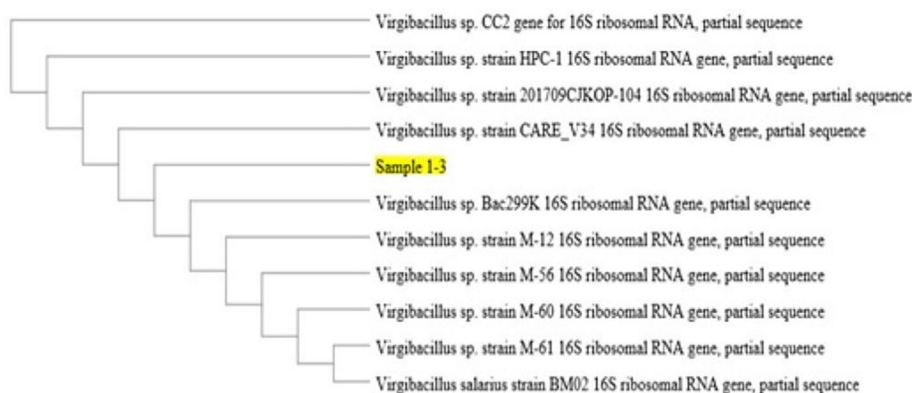 Virgibacillus sp. CC2 gene for 16S ribosomal RNA, partial sequence
Virgibacillus sp. strain HPC-1 16S ribosomal RNA gene, partial sequence
Virgibacillus sp. strain 201709CJKOP-104 16S ribosomal RNA gene, partial sequence
Virgibacillus sp. strain CARE_V34 16S ribosomal RNA gene, partial sequence
Sample 1-3
Virgibacillus sp. Bac299K 16S ribosomal RNA gene, partial sequence
Virgibacillus sp. strain M-12 16S ribosomal RNA gene, partial sequence
Virgibacillus sp. strain M-56 16S ribosomal RNA gene, partial sequence
Virgibacillus sp. strain M-60 16S ribosomal RNA gene, partial sequence
Virgibacillus sp. strain M-61 16S ribosomal RNA gene, partial sequence
Virgibacillus salarius strain BM02 16S ribosomal RNA gene, partial sequence